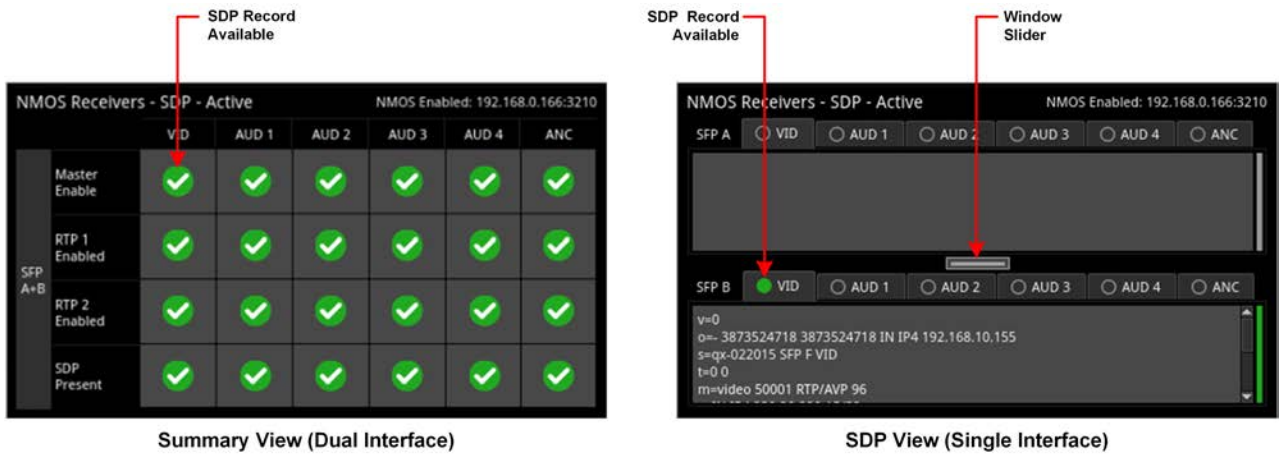 SDP Record
Available
NMOS Receivers - SDP - Active NMOS Enabled: 192.168.0.166:3210
VID AUD 1 AUD 2 AUD 3 AUD 4 ANC
SFP
A+B
Master
Enable
RTP 1
Enabled
RTP 2
Enabled
SDP
Present
Summary View (Dual Interface)
SDP Record
Available
Window
Slider
NMOS Receivers - SDP - Active NMOS Enabled: 192.168.0.166:3210
SFP A VID AUD 1 AUD 2 AUD 3 AUD 4 ANC
SFP B VID AUD 1 AUD 2 AUD 3 AUD 4 ANC
v=0
o=- 3873524718 3873524718 IN IP4 192.168.10.155
s=qx-022015 SFP F VID
t=0 0
m=video 50001 RTP/AVP 96
SDP View (Single Interface)